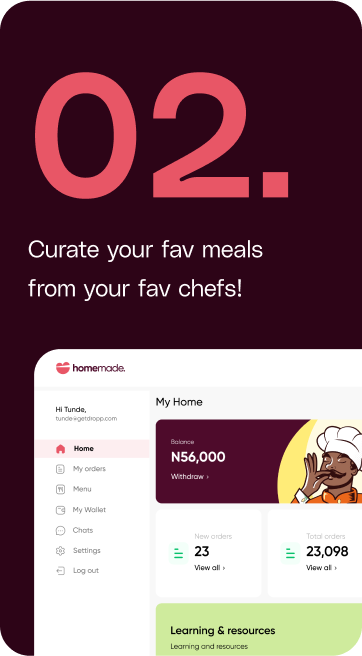 02.
Curate your fav meals
from your fav chefs!
homemade.
Hi Tunde,
tunde@getdropp.com
Home
My orders
Menu
My Wallet
Chats
Settings
Log out
My Home
Balance
N56,000
Withdraw ›
New orders
23
View all ›
Total orders
23,098
View all ›
Learning & resources
Learning and resources